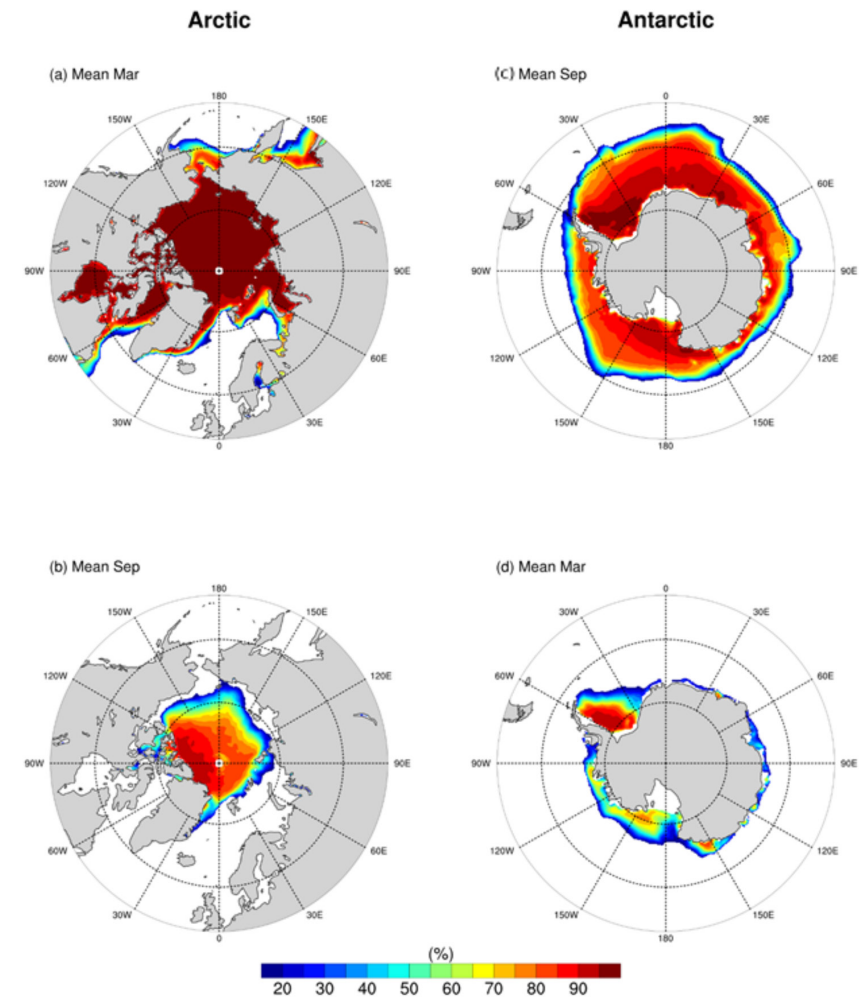 Arctic
Antarctic
(a) Mean Mar
(c) Mean Sep
180
150W
150E
120W
120E
90W
90E
60W
60E
30W
30E
0
0
30W
30E
60W
60E
90W
90E
120W
120E
150W
150E
180
(b) Mean Sep
(d) Mean Mar
180
150W
150E
120W
120E
90W
90E
60W
60E
30W
30E
0
0
30W
30E
60W
60E
90W
90E
120W
120E
150W
150E
180
(%)
20 30 40 50 60 70 80 90